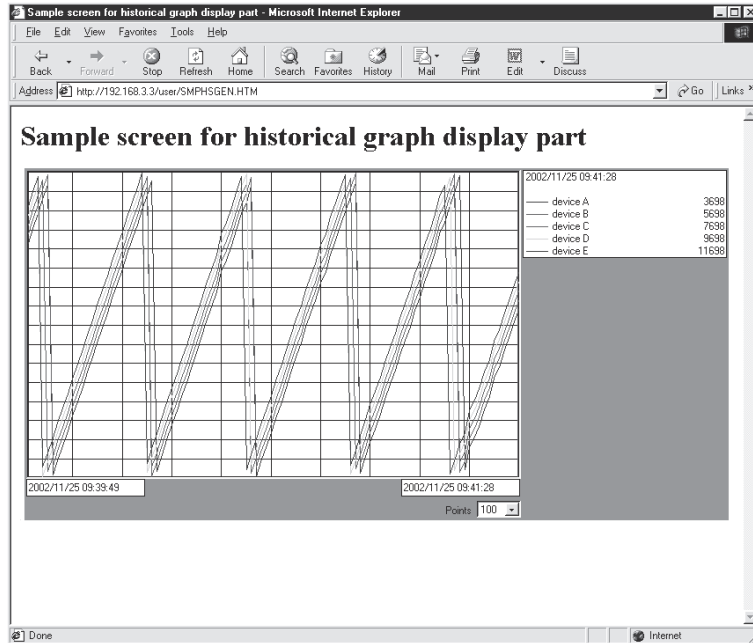 Sample screen for historical graph display part - Microsoft Internet Explorer
File Edit View Favorites Tools Help
Back Forward Stop Refresh Home Search Favorites History Mail Print Edit Discuss
Address http://192.168.3.3/user/SMPHSGEN.HTM Go Links »
Sample screen for historical graph display part
2002/11/25 09:41:28
device A 3698
device B 5698
device C 7698
device D 9698
device E 11698
2002/11/25 09:39:49 2002/11/25 09:41:28
Points 100
Done Internet